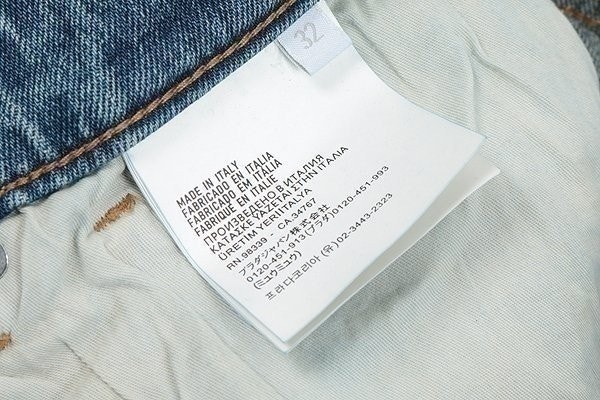 32
MADE IN ITALY
FABRICADO EN ITALIA
FABRICADO EM ITALIA
FABRIQUE EN ITALIE
ПРОИЗВЕДЕНО В ИТАЛИЯ
ΚΑΤΑΣΚΕΥΑΖΕΤΑΙ ΣΤΗΝ ΙΤΑΛΙΑ
ÜRETIM YERI:ITALYA
RN.98339 - CA.34767
プラダジャパン株式会社
0120-451-913 (プラダ)0120-451-993
(ミュウミュウ)
프라다코리아 (유) 02-3443-2323